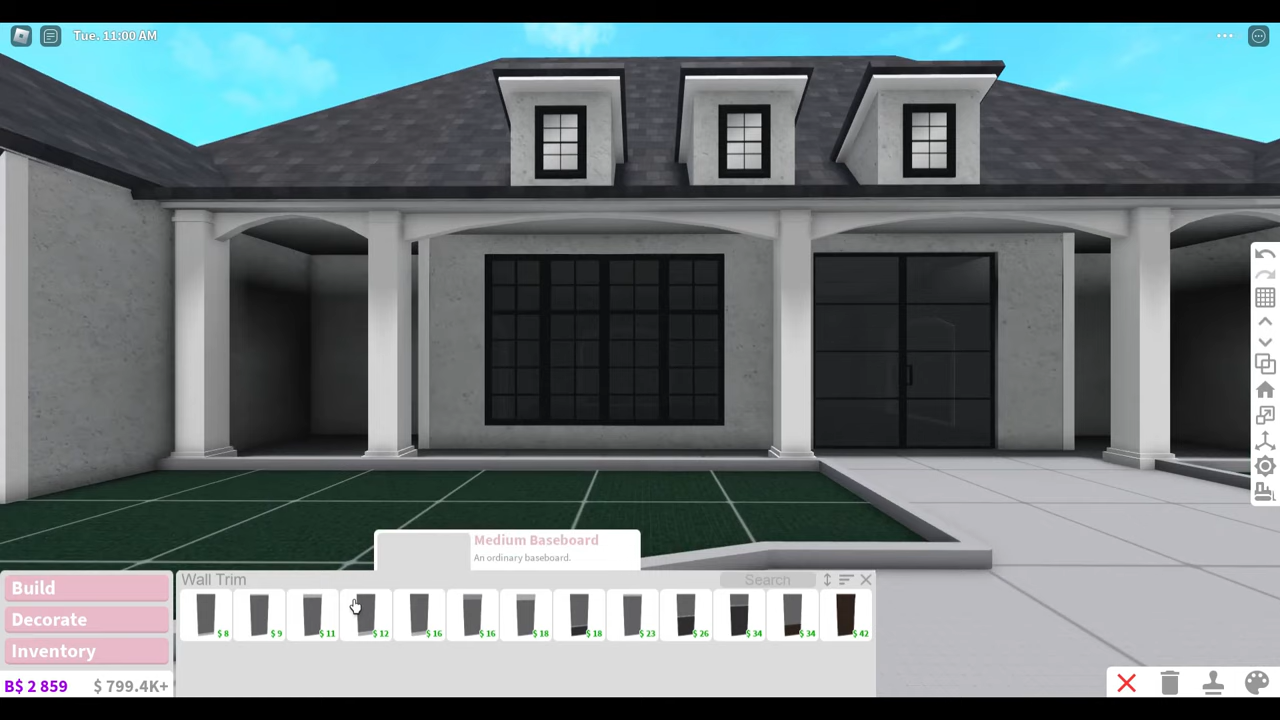 Tue. 11:00 AM
Medium Baseboard
An ordinary baseboard.
Build
Decorate
Inventory
B$ 2 859 $ 799.4K+
Wall Trim Search
$ 8 $ 9 $ 11 $ 12 $ 16 $ 16 $ 18 $ 18 $ 23 $ 26 $ 34 $ 34 $ 42